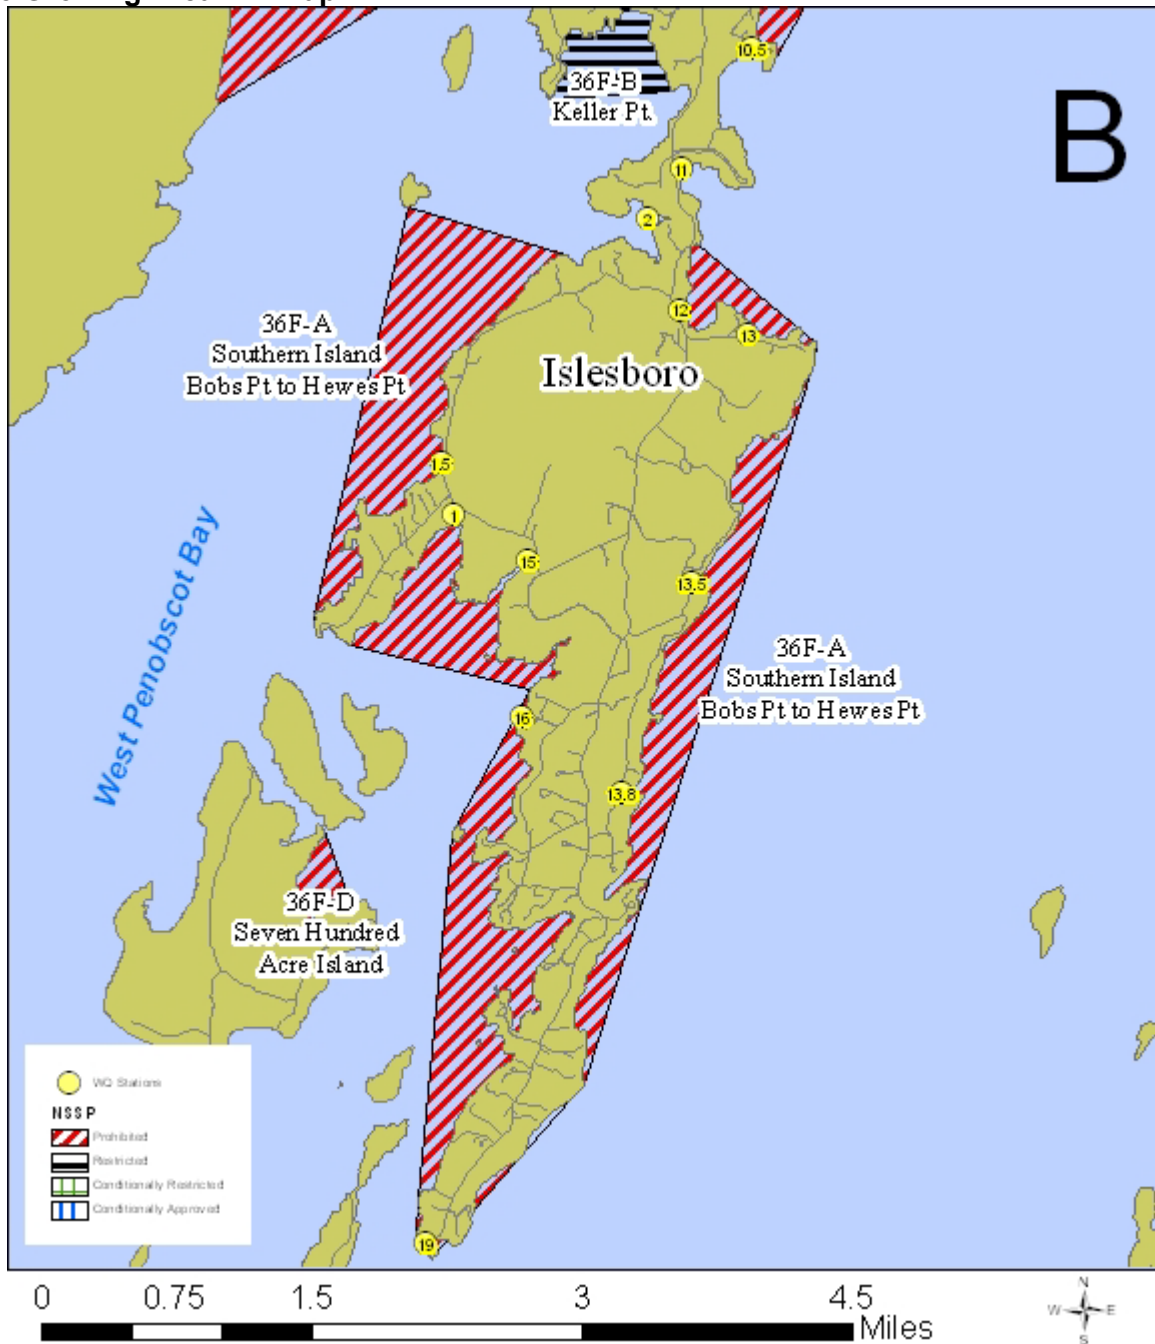 10.5
36F-B
Keller Pt.
B
11
2
12
13
36F-A
Southern Island
Bobs Pt to Hewes Pt
Islesboro
1.5
1
15
13.5
West Penobscot Bay
36F-A
Southern Island
Bobs Pt to Hewes Pt
16
13.8
36F-D
Seven Hundred
Acre Island
19
WQ Stations
NSSP
Prohibited
Restricted
Conditionally Restricted
Conditionally Approved
0 0.75 1.5 3 4.5
Miles
N
W E
S